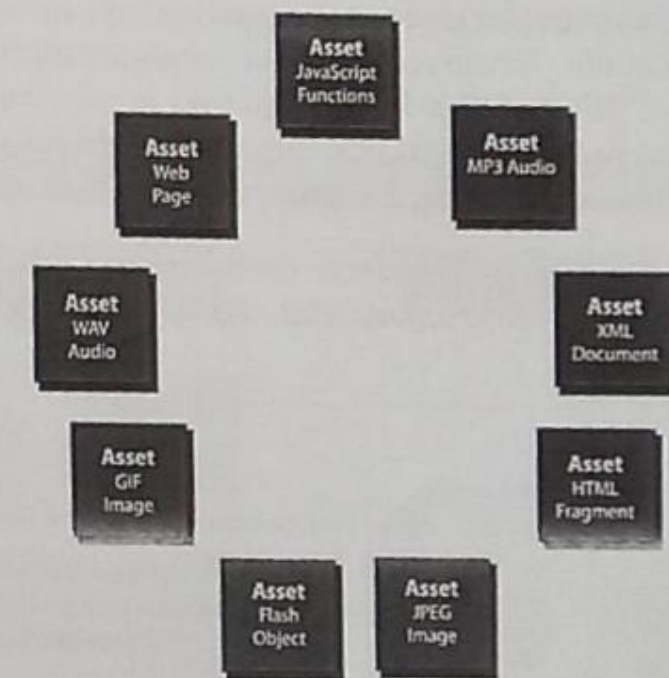 Asset
JavaScript
Functions
Asset
Web
Page
Asset
MP3 Audio
Asset
WAV
Audio
Asset
XML
Document
Asset
GIF
Image
Asset
HTML
Fragment
Asset
Flash
Object
Asset
JPEG
Image